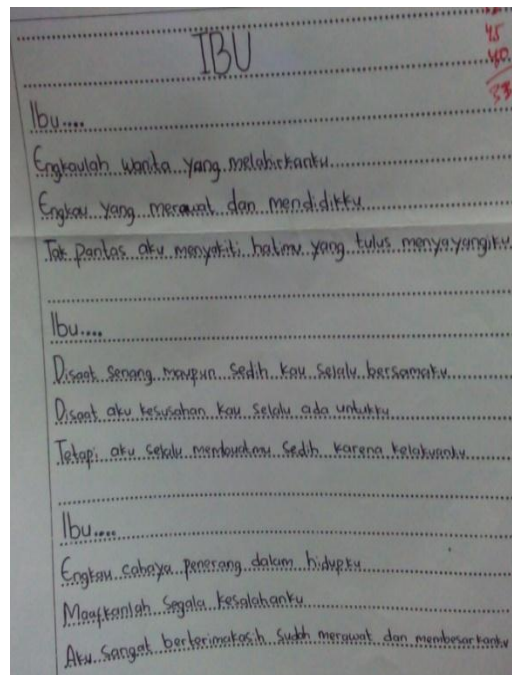 IBU
45
40
33
Ibu....
Engkaulah wanita yang melahirkanku
Engkau yang merawat dan mendidikku
Tak pantas aku menyakiti hatimu yang tulus menyayangiku
Ibu....
Disaat senang maupun sedih kau selalu bersamaku
Disaat aku kesusahan kau selalu ada untukku
Tetapi aku selalu membuatmu sedih karena kelakuanku
Ibu....
Engkau cahaya penerang dalam hidupku
Maafkanlah segala kesalahanku
Aku sangat berterimakasih sudah merawat dan membesarkanku